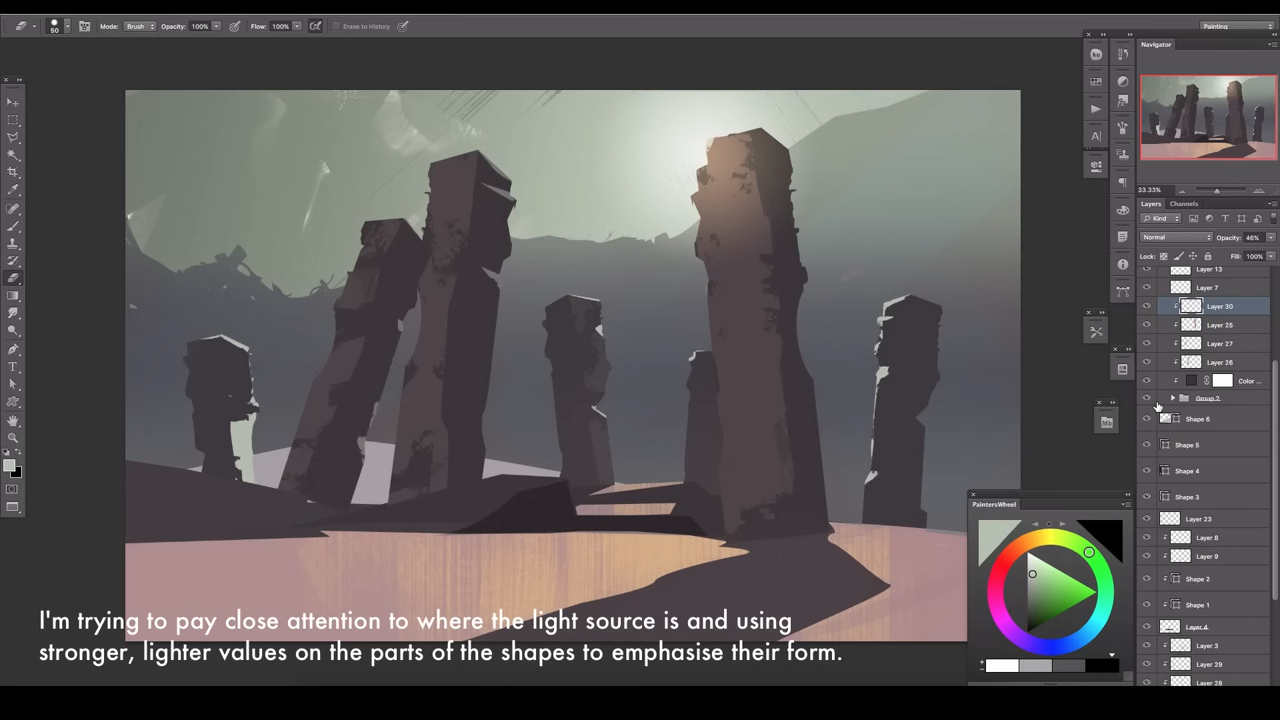 50
Mode: Brush
Opacity: 100%
Flow: 100%
Erase to History
Painting
Navigator
33.33%
Layers Channels
Kind
Normal
Opacity: 46%
Lock:
Fill: 100%
Layer 13
Layer 7
Layer 30
Layer 25
Layer 27
Layer 26
Color ...
Group 2
Shape 6
Shape 5
Shape 4
Shape 3
Layer 23
Layer 8
Layer 9
Shape 2
Shape 1
Layer 4
Layer 3
Layer 29
Layer 28
PaintersWheel
I'm trying to pay close attention to where the light source is and using
stronger, lighter values on the parts of the shapes to emphasise their form.